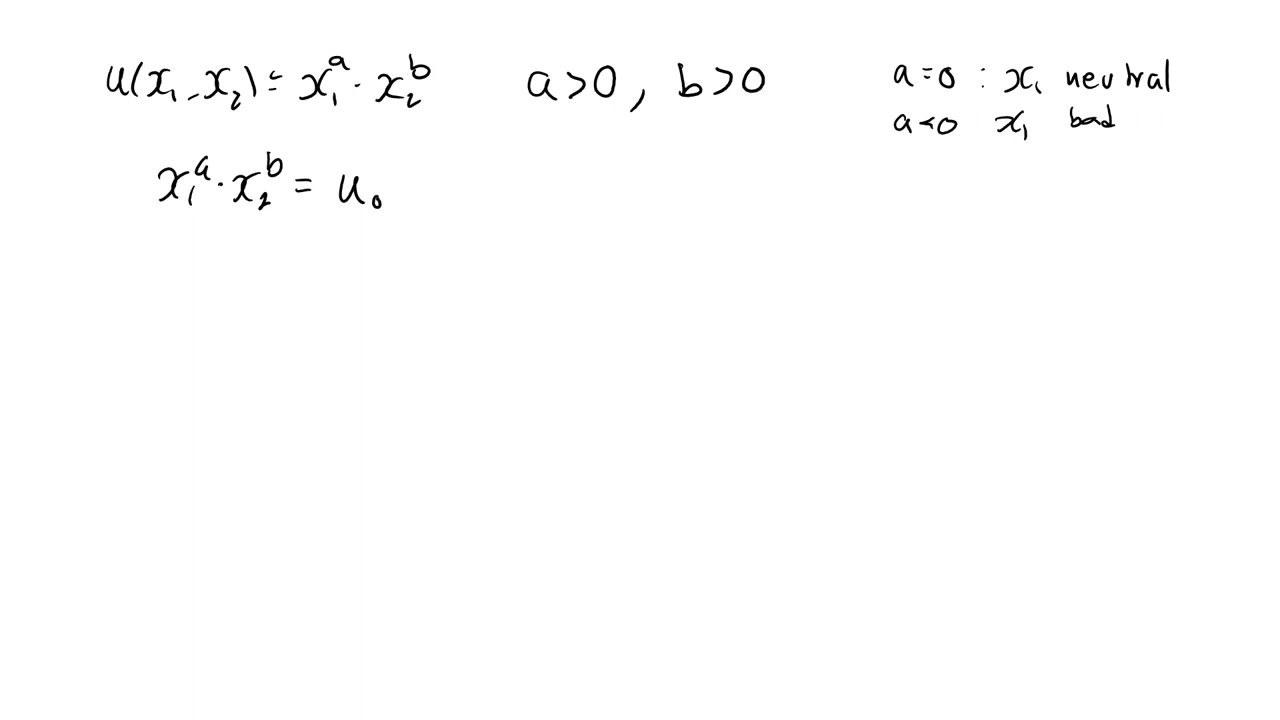 u(x₁, x₂) = x₁ᵃ · x₂ᵇ a>0, b>0 a=0 : x₁ neutral
a<0 x₁ bad
x₁ᵃ · x₂ᵇ = u₀